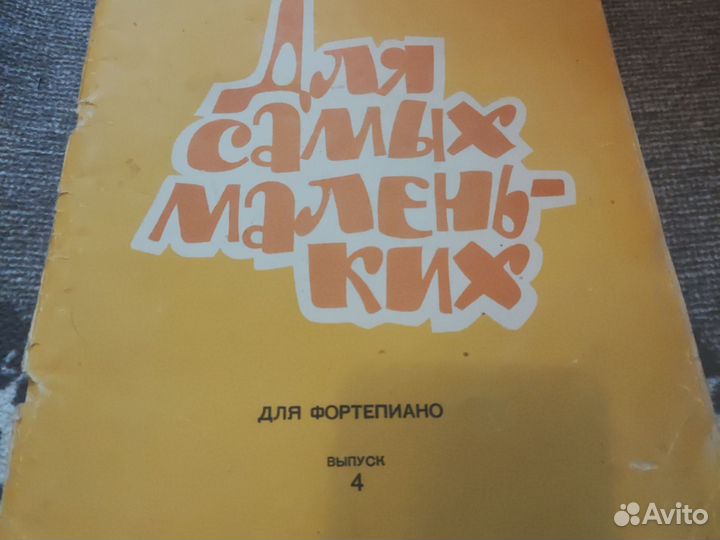 Для
самых
малень-
ких
ДЛЯ ФОРТЕПИАНО
ВЫПУСК
4
Avito